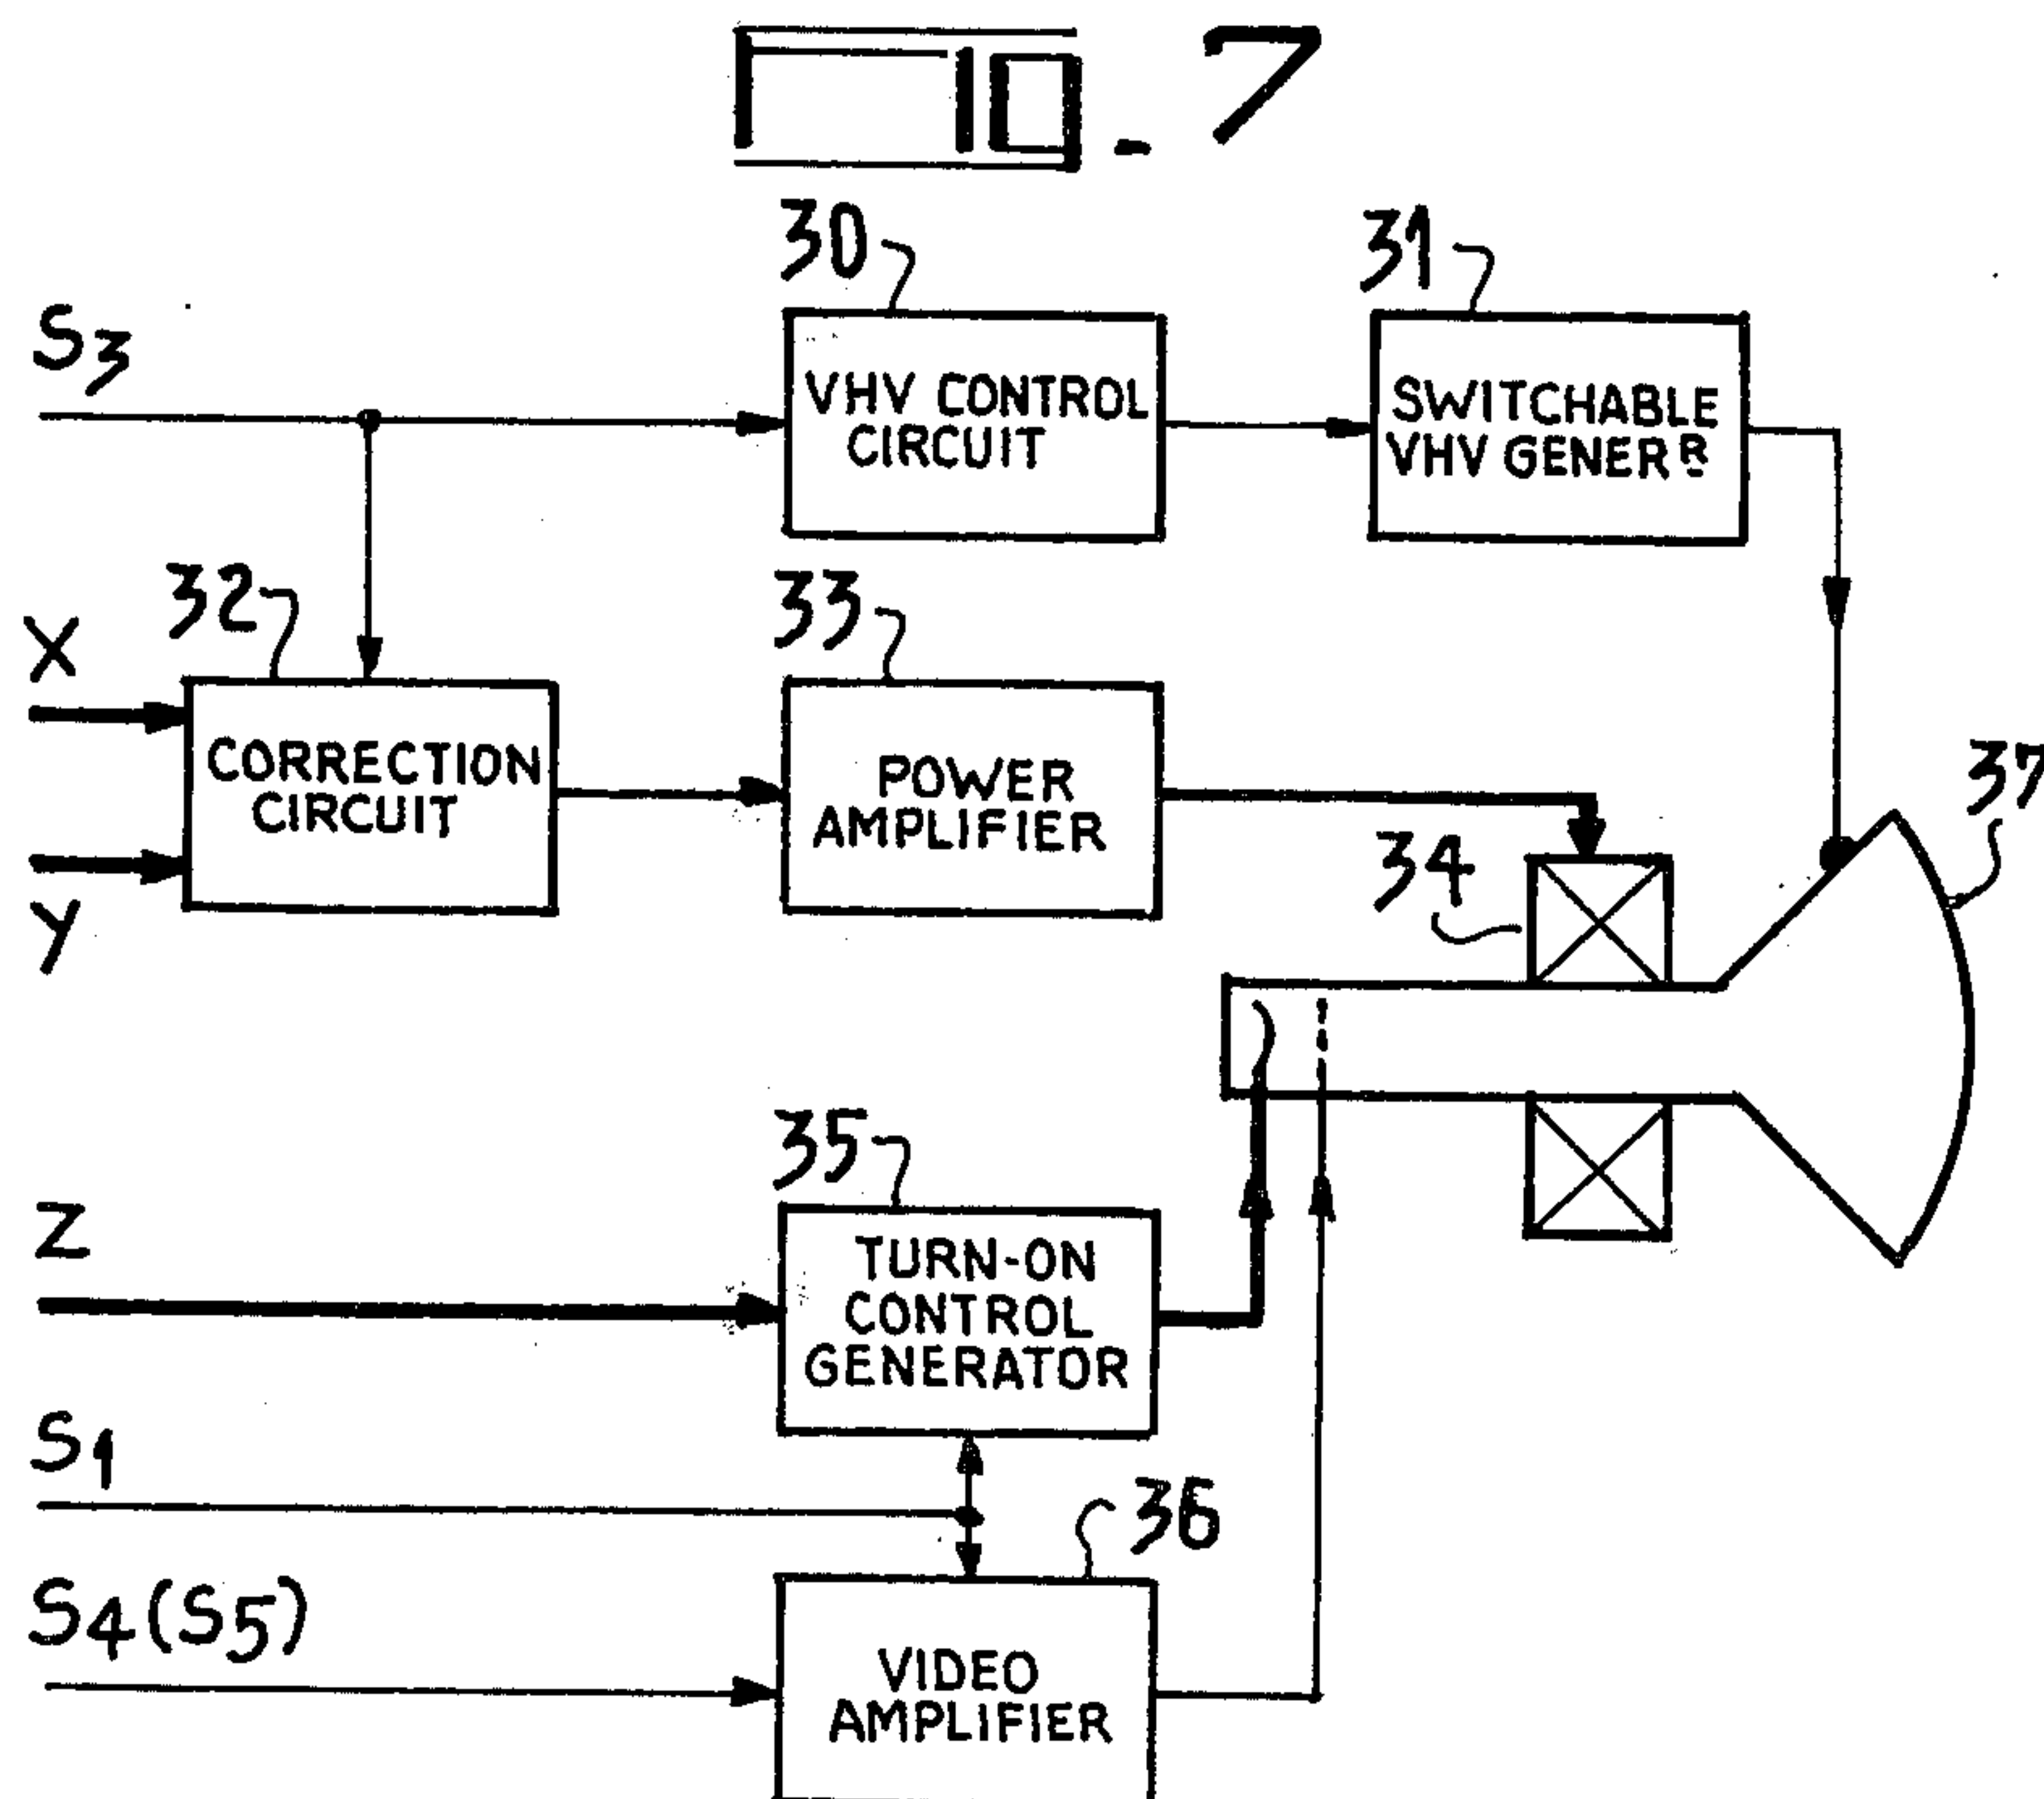 FIG-7
30
31
S3
VHV CONTROL
CIRCUIT
SWITCHABLE
VHV GENERR
32
33
X
CORRECTION
CIRCUIT
POWER
AMPLIFIER
37
34
Y
35
Z
TURN-ON
CONTROL
GENERATOR
S1
36
S4(S5)
VIDEO
AMPLIFIER